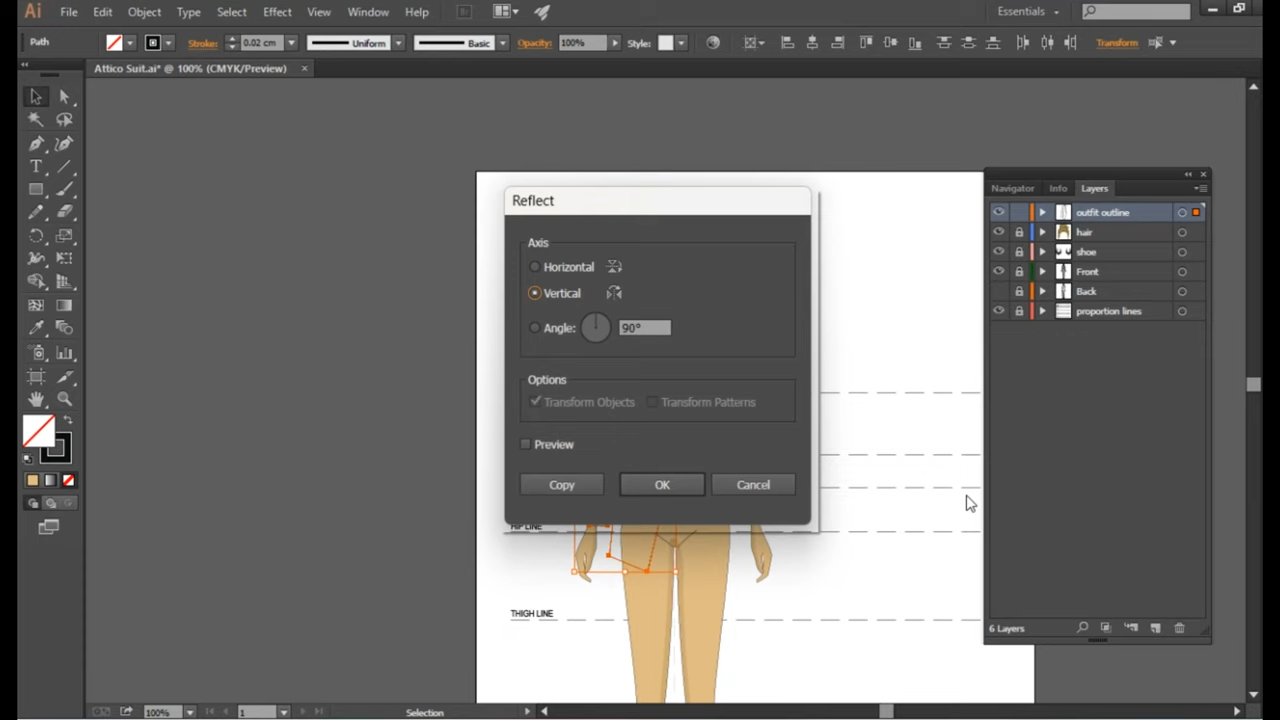 Ai File Edit Object Type Select Effect View Window Help Br Essentials
Path Stroke: 0.02 cm Uniform Basic Opacity: 100% Style: Transform
Attico Suit.ai* @ 100% (CMYK/Preview) ×
Navigator Info Layers
Reflect
outfit outline
hair
shoe
Front
Back
proportion lines
Axis
Horizontal
Vertical
Angle: 90°
Options
Transform Objects Transform Patterns
Preview
Copy OK Cancel
HIP LINE
THIGH LINE
6 Layers
100% 1 Selection